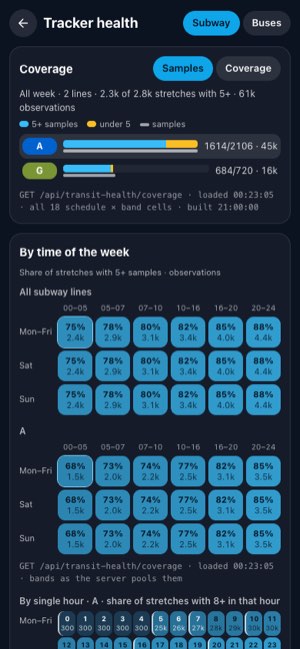 Tracker health
Subway
Buses
Coverage
Samples
Coverage
All week · 2 lines · 2.3k of 2.8k stretches with 5+ · 61k
observations
5+ samples
under 5
samples
A
1614/2106 · 45k
G
684/720 · 16k
GET /api/transit-health/coverage · loaded 00:23:05
· all 18 schedule × band cells · built 21:00:00
By time of the week
Share of stretches with 5+ samples · observations
All subway lines
00–05 05–07 07–10 10–16 16–20 20–24
Mon–Fri 75% 78% 80% 82% 85% 88%
2.4k 2.9k 3.1k 3.4k 4.0k 4.4k
Sat 75% 78% 80% 82% 85% 88%
2.4k 2.9k 3.1k 3.4k 4.0k 4.4k
Sun 75% 78% 80% 82% 85% 88%
2.4k 2.9k 3.1k 3.4k 4.0k 4.4k
A
00–05 05–07 07–10 10–16 16–20 20–24
Mon–Fri 68% 73% 74% 77% 82% 85%
1.5k 2.0k 2.2k 2.5k 3.1k 3.5k
Sat 68% 73% 74% 77% 82% 85%
1.5k 2.0k 2.2k 2.5k 3.1k 3.5k
Sun 68% 73% 74% 77% 82% 85%
1.5k 2.0k 2.2k 2.5k 3.1k 3.5k
GET /api/transit-health/coverage · loaded 00:23:05
· bands as the server pools them
By single hour · A · share of stretches with 8+ in that hour
Mon–Fri 0 1 2 3 4 5 6 7 8 9 10 11
300 300 300 300 300 25k 26k 27k 28k 29k 30k 30k
12 13 14 15 16 17 18 19 20 21 22 23